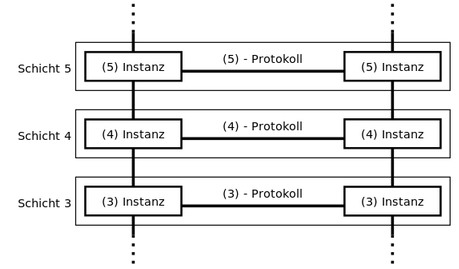 (5) - Protokoll
Schicht 5 (5) Instanz (5) Instanz
(4) - Protokoll
Schicht 4 (4) Instanz (4) Instanz
(3) - Protokoll
Schicht 3 (3) Instanz (3) Instanz